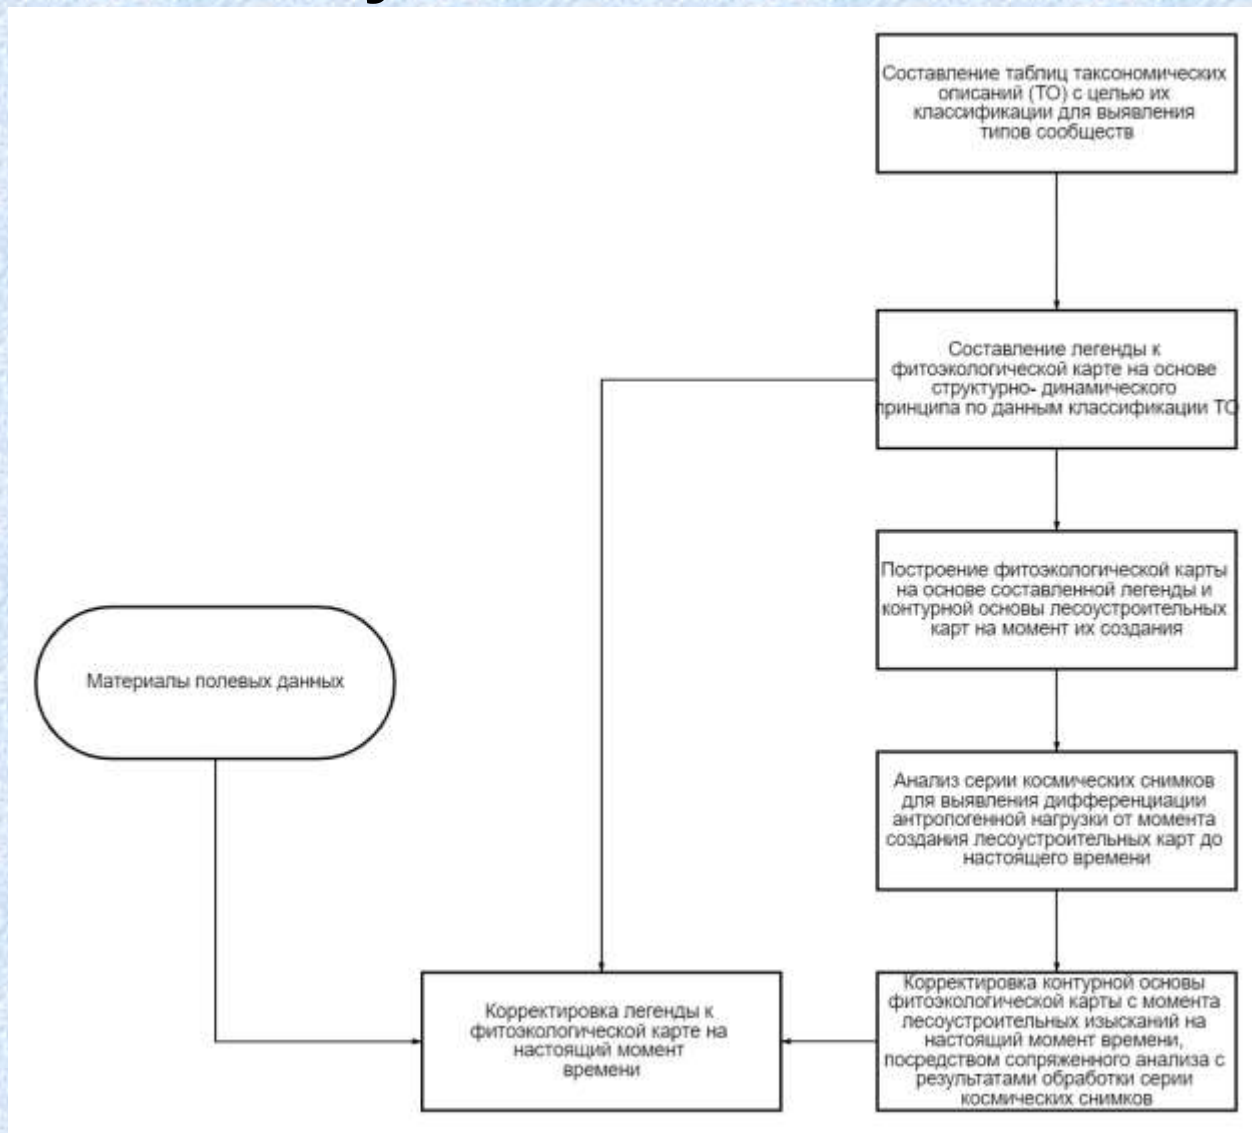 Составление таблиц таксономических
описаний (ТО) с целью их
классификации для выявления
типов сообществ
Составление легенды к
фитоэкологической карте на основе
структурно- динамического
принципа по данным классификации ТО
Построение фитоэкологической карты
на основе составленной легенды и
контурной основы лесоустроительных
карт на момент их создания
Материалы полевых данных
Анализ серии космических снимков
для выявления дифференциации
антропогенной нагрузки от момента
создания лесоустроительных карт до
настоящего времени
Корректировка легенды к
фитоэкологической карте на
настоящий момент
времени
Корректировка контурной основы
фитоэкологической карты с момента
лесоустроительных изысканий на
настоящий момент времени,
посредством сопряженного анализа с
результатами обработки серии
космических снимков